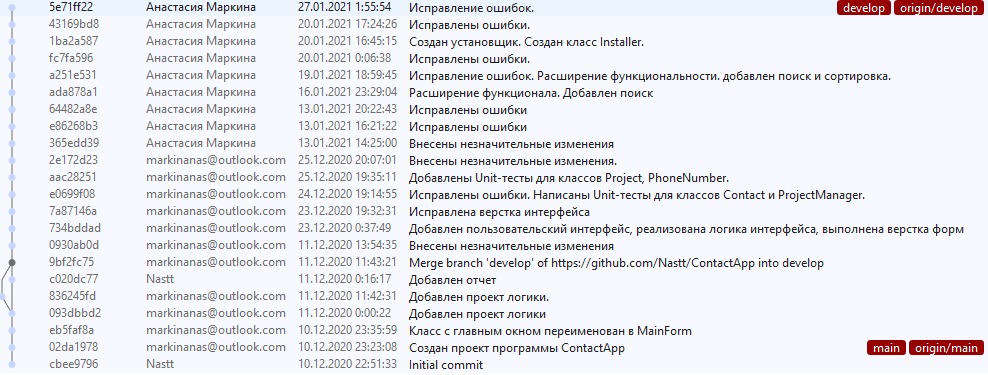 5e71ff22 Анастасия Маркина 27.01.2021 1:55:54 Исправление ошибок. develop origin/develop
43169bd8 Анастасия Маркина 20.01.2021 17:24:26 Исправлены ошибки.
1ba2a587 Анастасия Маркина 20.01.2021 16:45:15 Создан установщик. Создан класс Installer.
fc7fa596 Анастасия Маркина 20.01.2021 0:06:38 Исправлены ошибки.
a251e531 Анастасия Маркина 19.01.2021 18:59:45 Исправление ошибок. Расширение функциональности. добавлен поиск и сортировка.
ada878a1 Анастасия Маркина 16.01.2021 23:29:04 Расширение функционала. Добавлен поиск
64482a8e Анастасия Маркина 13.01.2021 20:22:43 Исправлены ошибки
e86268b3 Анастасия Маркина 13.01.2021 16:21:22 Исправлены ошибки
365edd39 Анастасия Маркина 13.01.2021 14:25:00 Внесены незначительные изменения
2e172d23 markinanas@outlook.com 25.12.2020 20:07:01 Внесены незначительные изменения.
aac28251 markinanas@outlook.com 25.12.2020 19:35:11 Добавлены Unit-тесты для классов Project, PhoneNumber.
e0699f08 markinanas@outlook.com 24.12.2020 19:14:55 Исправлены ошибки. Написаны Unit-тесты для классов Contact и ProjectManager.
7a87146a markinanas@outlook.com 23.12.2020 19:32:31 Исправлена верстка интерфейса
734bddad markinanas@outlook.com 23.12.2020 0:37:49 Добавлен пользовательский интерфейс, реализована логика интерфейса, выполнена верстка форм
0930ab0d markinanas@outlook.com 11.12.2020 13:54:35 Внесены незначительные изменения
9bf2fc75 markinanas@outlook.com 11.12.2020 11:43:21 Merge branch 'develop' of https://github.com/Nastt/ContactApp into develop
c020dc77 Nastt 11.12.2020 0:16:17 Добавлен отчет
836245fd markinanas@outlook.com 11.12.2020 11:42:31 Добавлен проект логики.
093dbbd2 markinanas@outlook.com 11.12.2020 0:00:22 Добавлен проект логики
eb5faf8a markinanas@outlook.com 10.12.2020 23:35:59 Класс с главным окном переименован в MainForm
02da1978 markinanas@outlook.com 10.12.2020 23:23:08 Создан проект программы ContactApp main origin/main
cbee9796 Nastt 10.12.2020 22:51:33 Initial commit